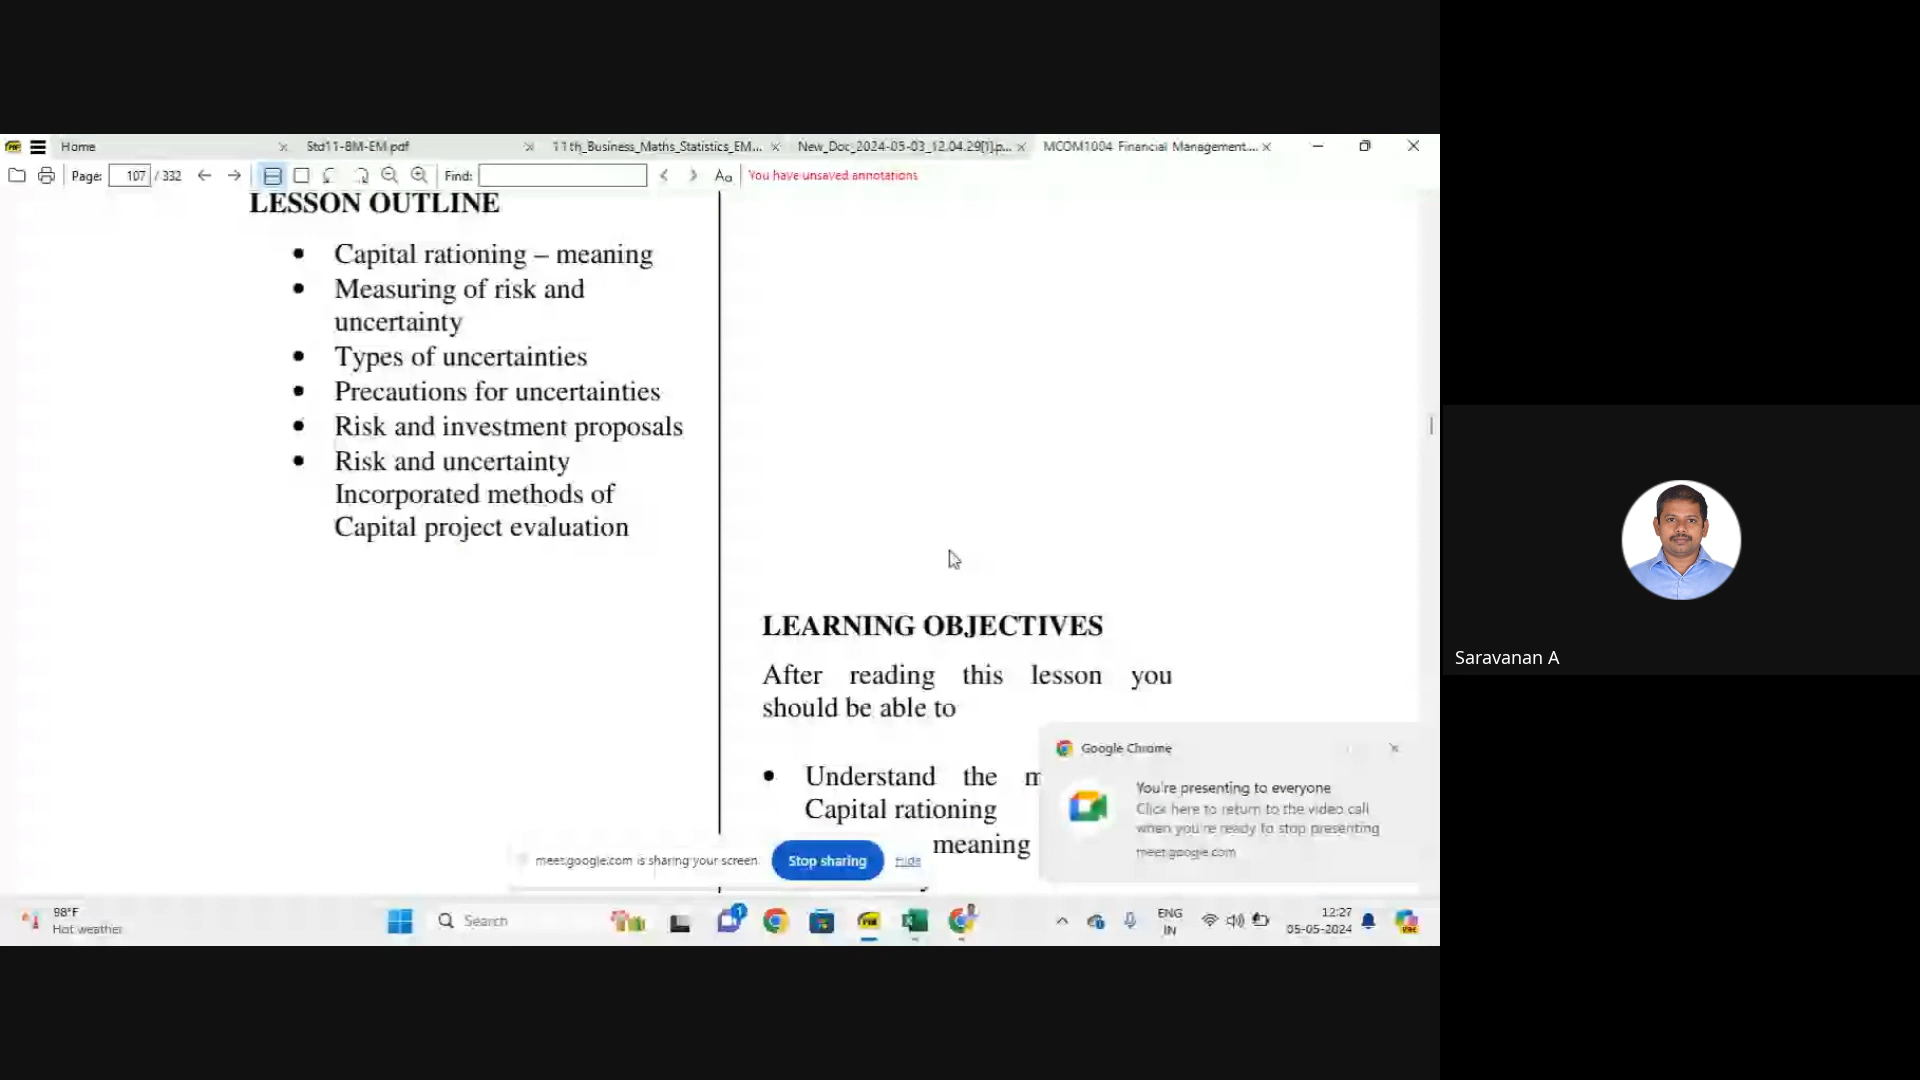 Home
Std11-BM-EM.pdf
11th_Business_Maths_Statistics_EM...
New_Doc_2024-05-03_12.04.29[1].p...
MCOM1004 Financial Management....
Page: 107 / 332
Find:
You have unsaved annotations
LESSON OUTLINE
• Capital rationing – meaning
• Measuring of risk and
uncertainty
• Types of uncertainties
• Precautions for uncertainties
• Risk and investment proposals
• Risk and uncertainty
Incorporated methods of
Capital project evaluation
LEARNING OBJECTIVES
After reading this lesson you
should be able to
• Understand the
Capital rationing
meaning
Google Chrome
You're presenting to everyone
Click here to return to the video call
when you're ready to stop presenting
meet.google.com
meet.google.com is sharing your screen.
Stop sharing
Hide
Saravanan A
98°F
Hot weather
Search
1
ENG
IN
12:27
05-05-2024